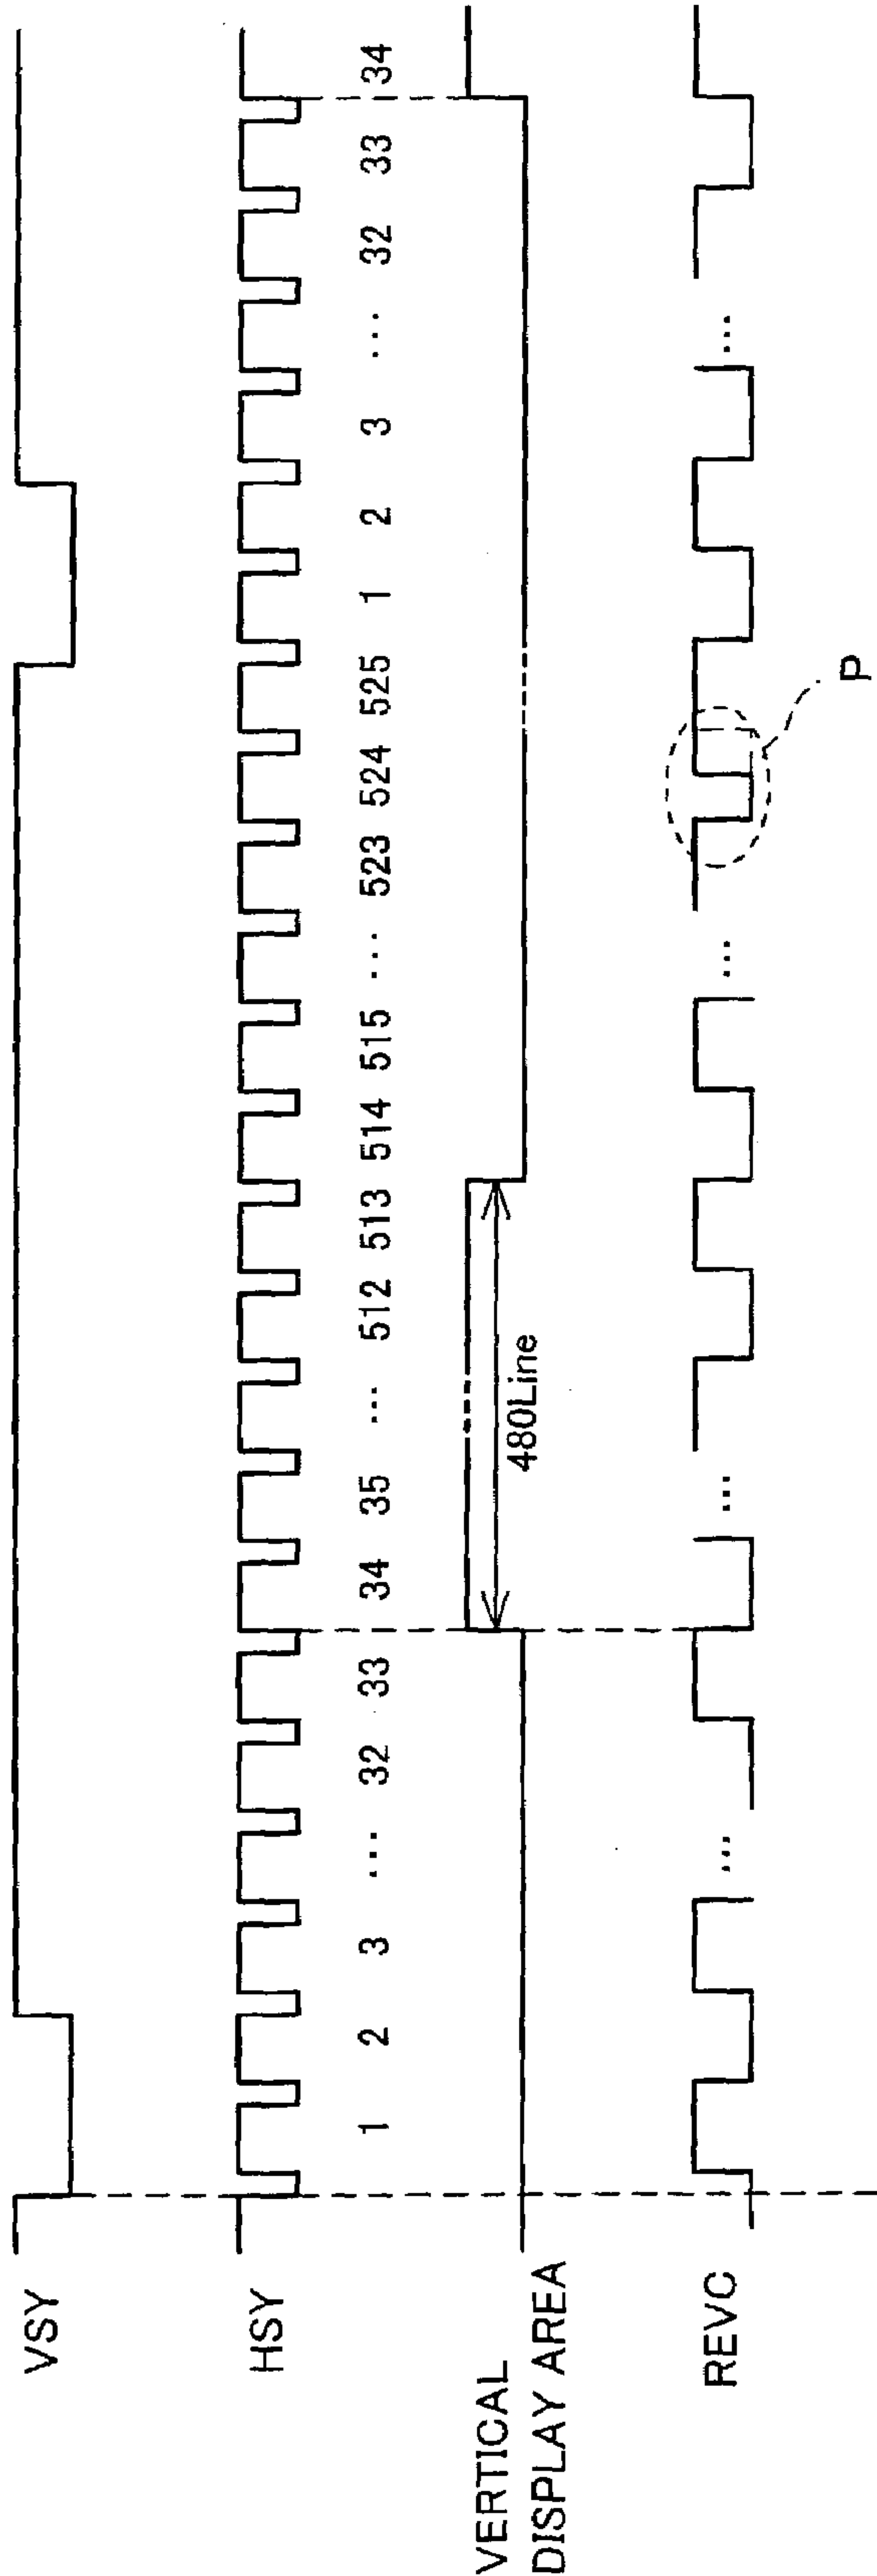 VSY
HSY
1 2 3 ... 32 33 34 35 ... 512 513 514 515 ... 523 524 525 1 2 3 ... 32 33 34
VERTICAL
DISPLAY AREA
480Line
REVC
... ... ... ...
P